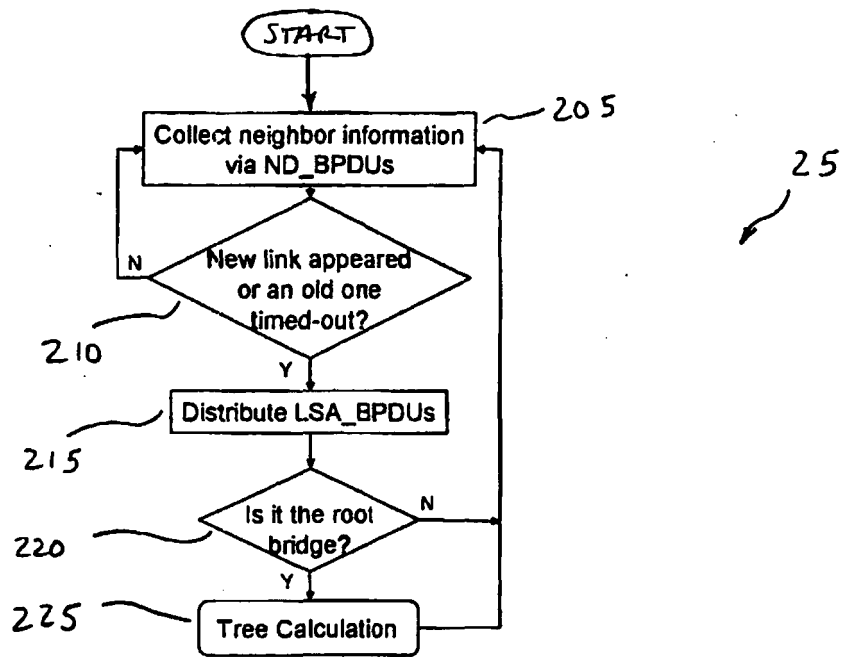 START
205
Collect neighbor information
via ND_BPDUs
25
N
New link appeared
or an old one
timed-out?
210
Y
Distribute LSA_BPDUs
215
Is it the root
bridge?
N
220
Y
225
Tree Calculation